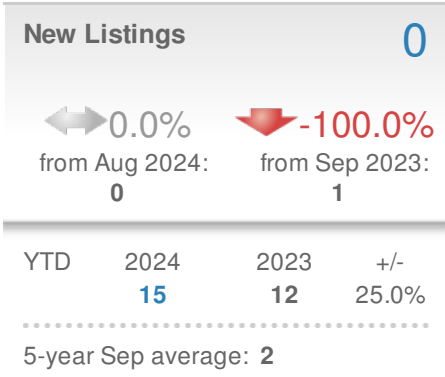 New Listings 0
0.0% -100.0%
from Aug 2024: from Sep 2023:
0 1
YTD 2024 2023 +/-
15 12 25.0%
5-year Sep average: 2